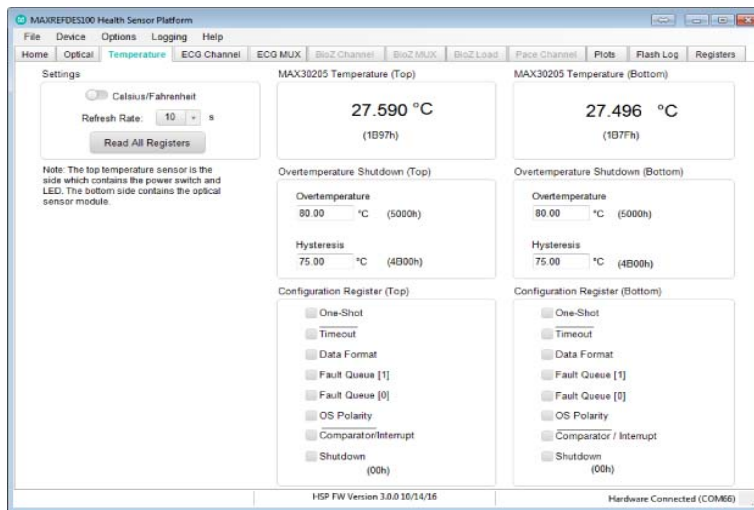 MAXREFDES100 Health Sensor Platform
File Device Options Logging Help
Home Optical Temperature ECG Channel ECG MUX BioZ Channel BioZ MUX BioZ Load Pace Channel Plots Flash Log Registers
Settings
Celsius/Fahrenheit
Refresh Rate: 10 s
Read All Registers
Note: The top temperature sensor is the
side which contains the power switch and
LED. The bottom side contains the optical
sensor module.
MAX30205 Temperature (Top)
27.590 °C
(1B97h)
Overtemperature Shutdown (Top)
Overtemperature
80.00 °C (5000h)
Hysteresis
75.00 °C (4B00h)
Configuration Register (Top)
One-Shot
Timeout
Data Format
Fault Queue [1]
Fault Queue [0]
OS Polarity
Comparator/Interrupt
Shutdown
(00h)
MAX30205 Temperature (Bottom)
27.496 °C
(1B7Fh)
Overtemperature Shutdown (Bottom)
Overtemperature
80.00 °C (5000h)
Hysteresis
75.00 °C (4B00h)
Configuration Register (Bottom)
One-Shot
Timeout
Data Format
Fault Queue [1]
Fault Queue [0]
OS Polarity
Comparator / Interrupt
Shutdown
(00h)
HSP FW Version 3.0.0 10/14/16
Hardware Connected (COM66)